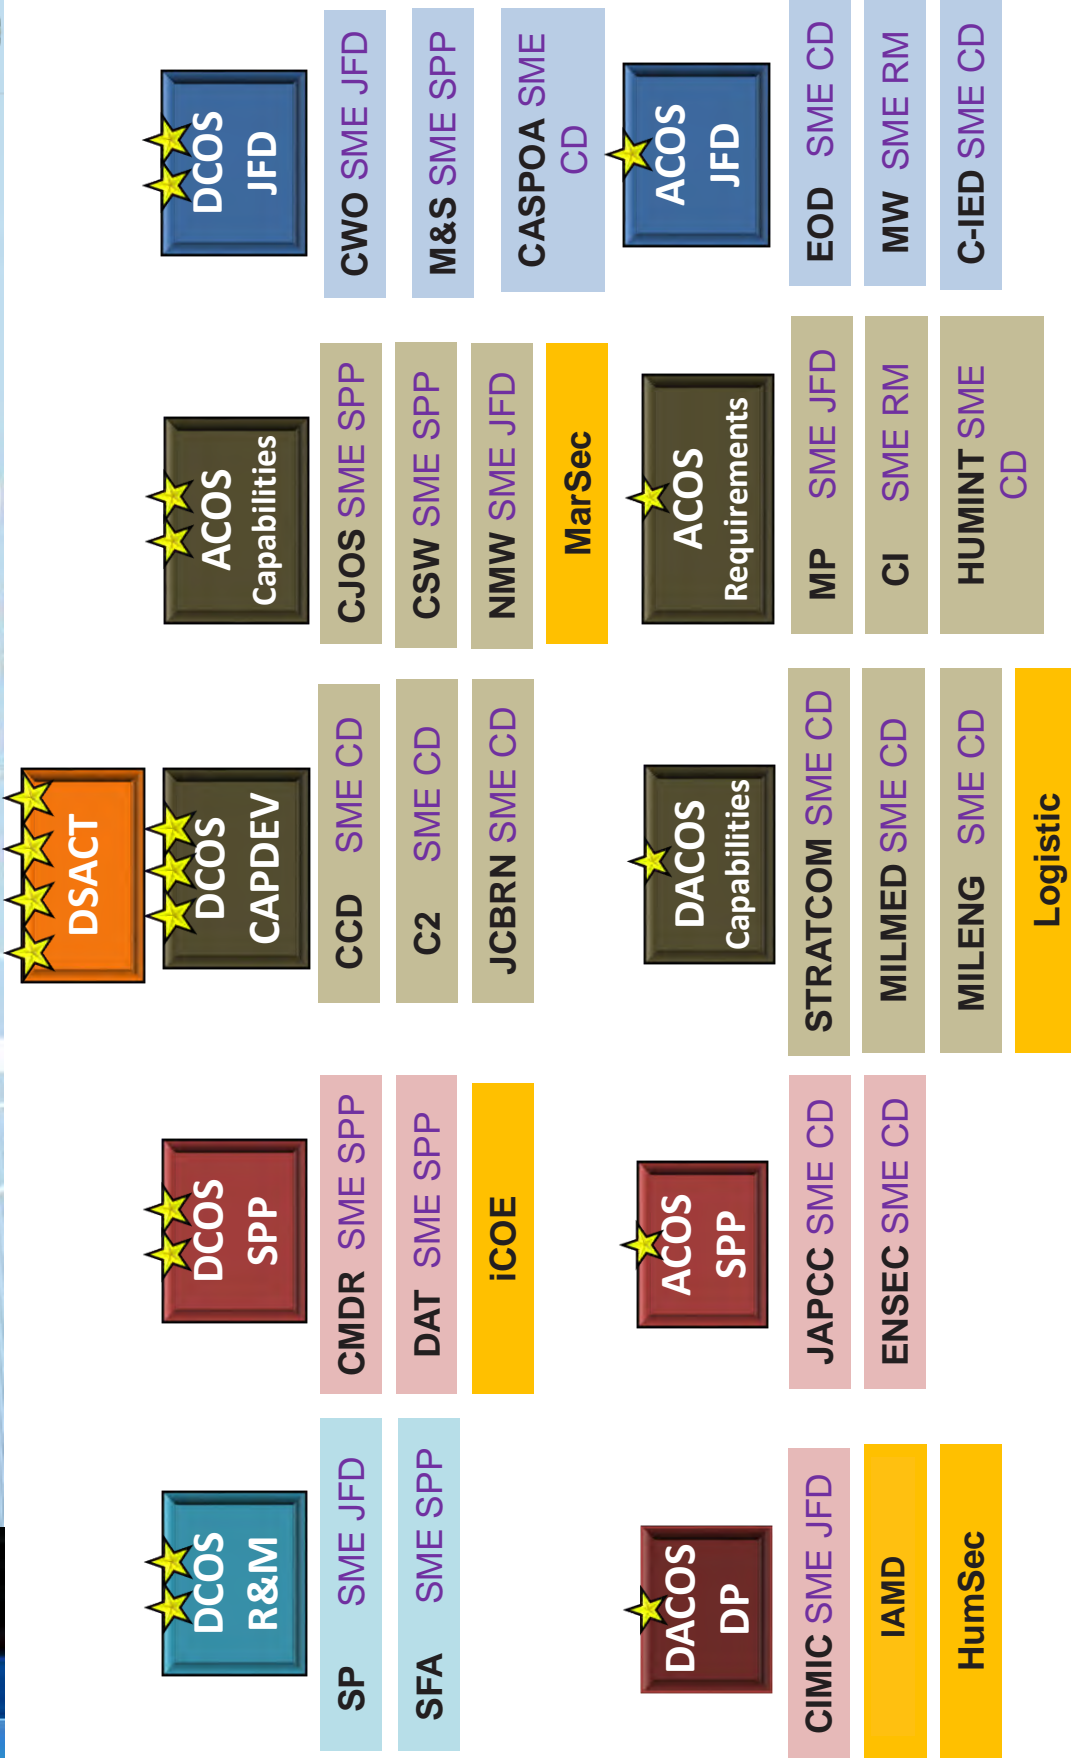 DSACT
DCOS
R&M
SP SME JFD
SFA SME SPP
DCOS
SPP
CMDR SME SPP
DAT SME SPP
iCOE
DCOS
CAPDEV
CCD SME CD
C2 SME CD
JCBRN SME CD
ACOS
Capabilities
CJOS SME SPP
CSW SME SPP
NMW SME JFD
MarSec
DCOS
JFD
CWO SME JFD
M&S SME SPP
CASPOA SME
CD
DACOS
DP
CIMIC SME JFD
IAMD
HumSec
ACOS
SPP
JAPCC SME CD
ENSEC SME CD
DACOS
Capabilities
STRATCOM SME CD
MILMED SME CD
MILENG SME CD
Logistic
ACOS
Requirements
MP SME JFD
CI SME RM
HUMINT SME
CD
ACOS
JFD
EOD SME CD
MW SME RM
C-IED SME CD